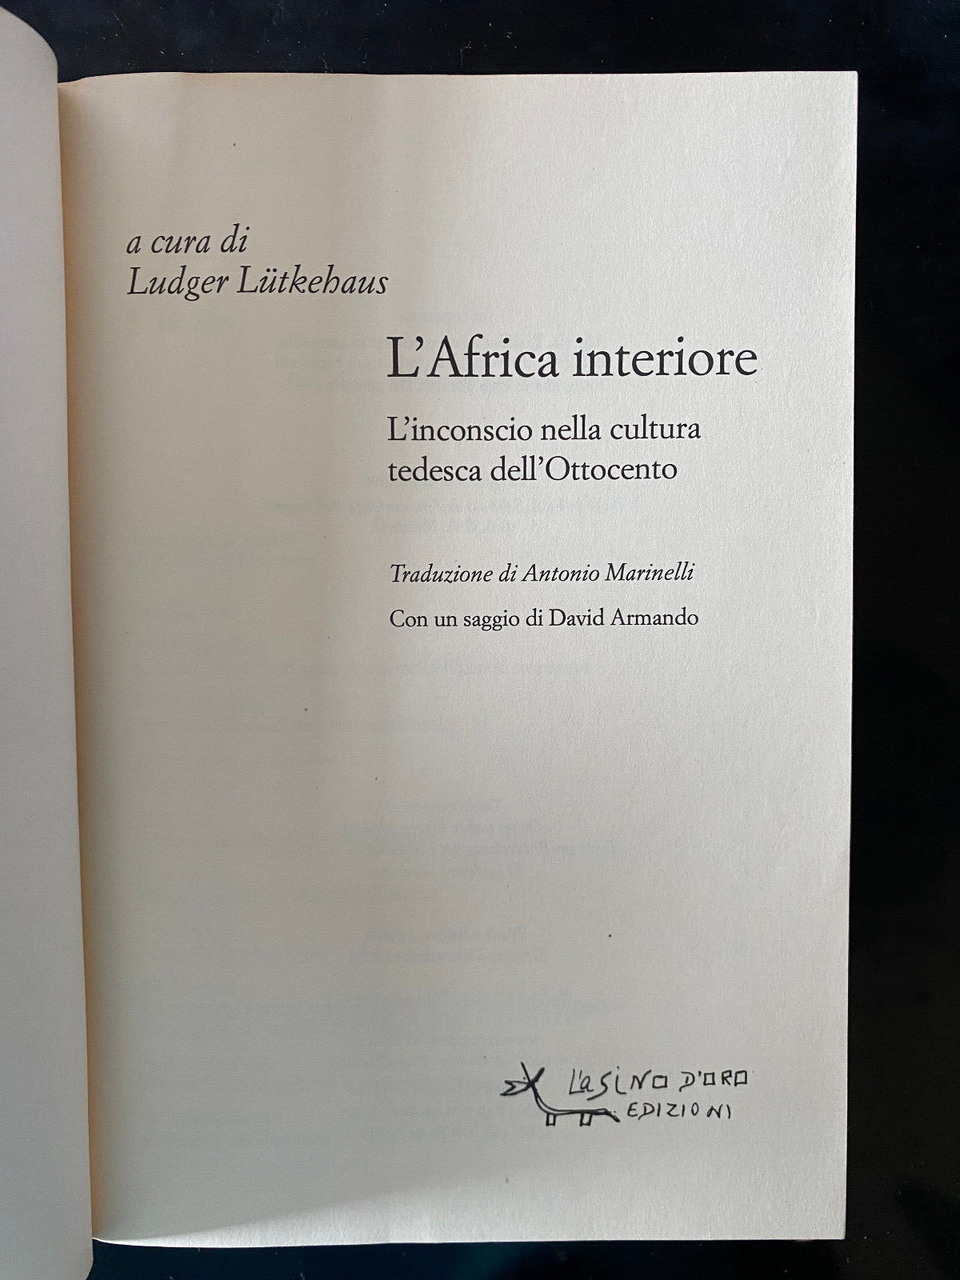 a cura di
Ludger Lütkehaus
L’Africa interiore
L’inconscio nella cultura
tedesca dell’Ottocento
Traduzione di Antonio Marinelli
Con un saggio di David Armando
L'aSiNO D'ORO
EDIZIONI